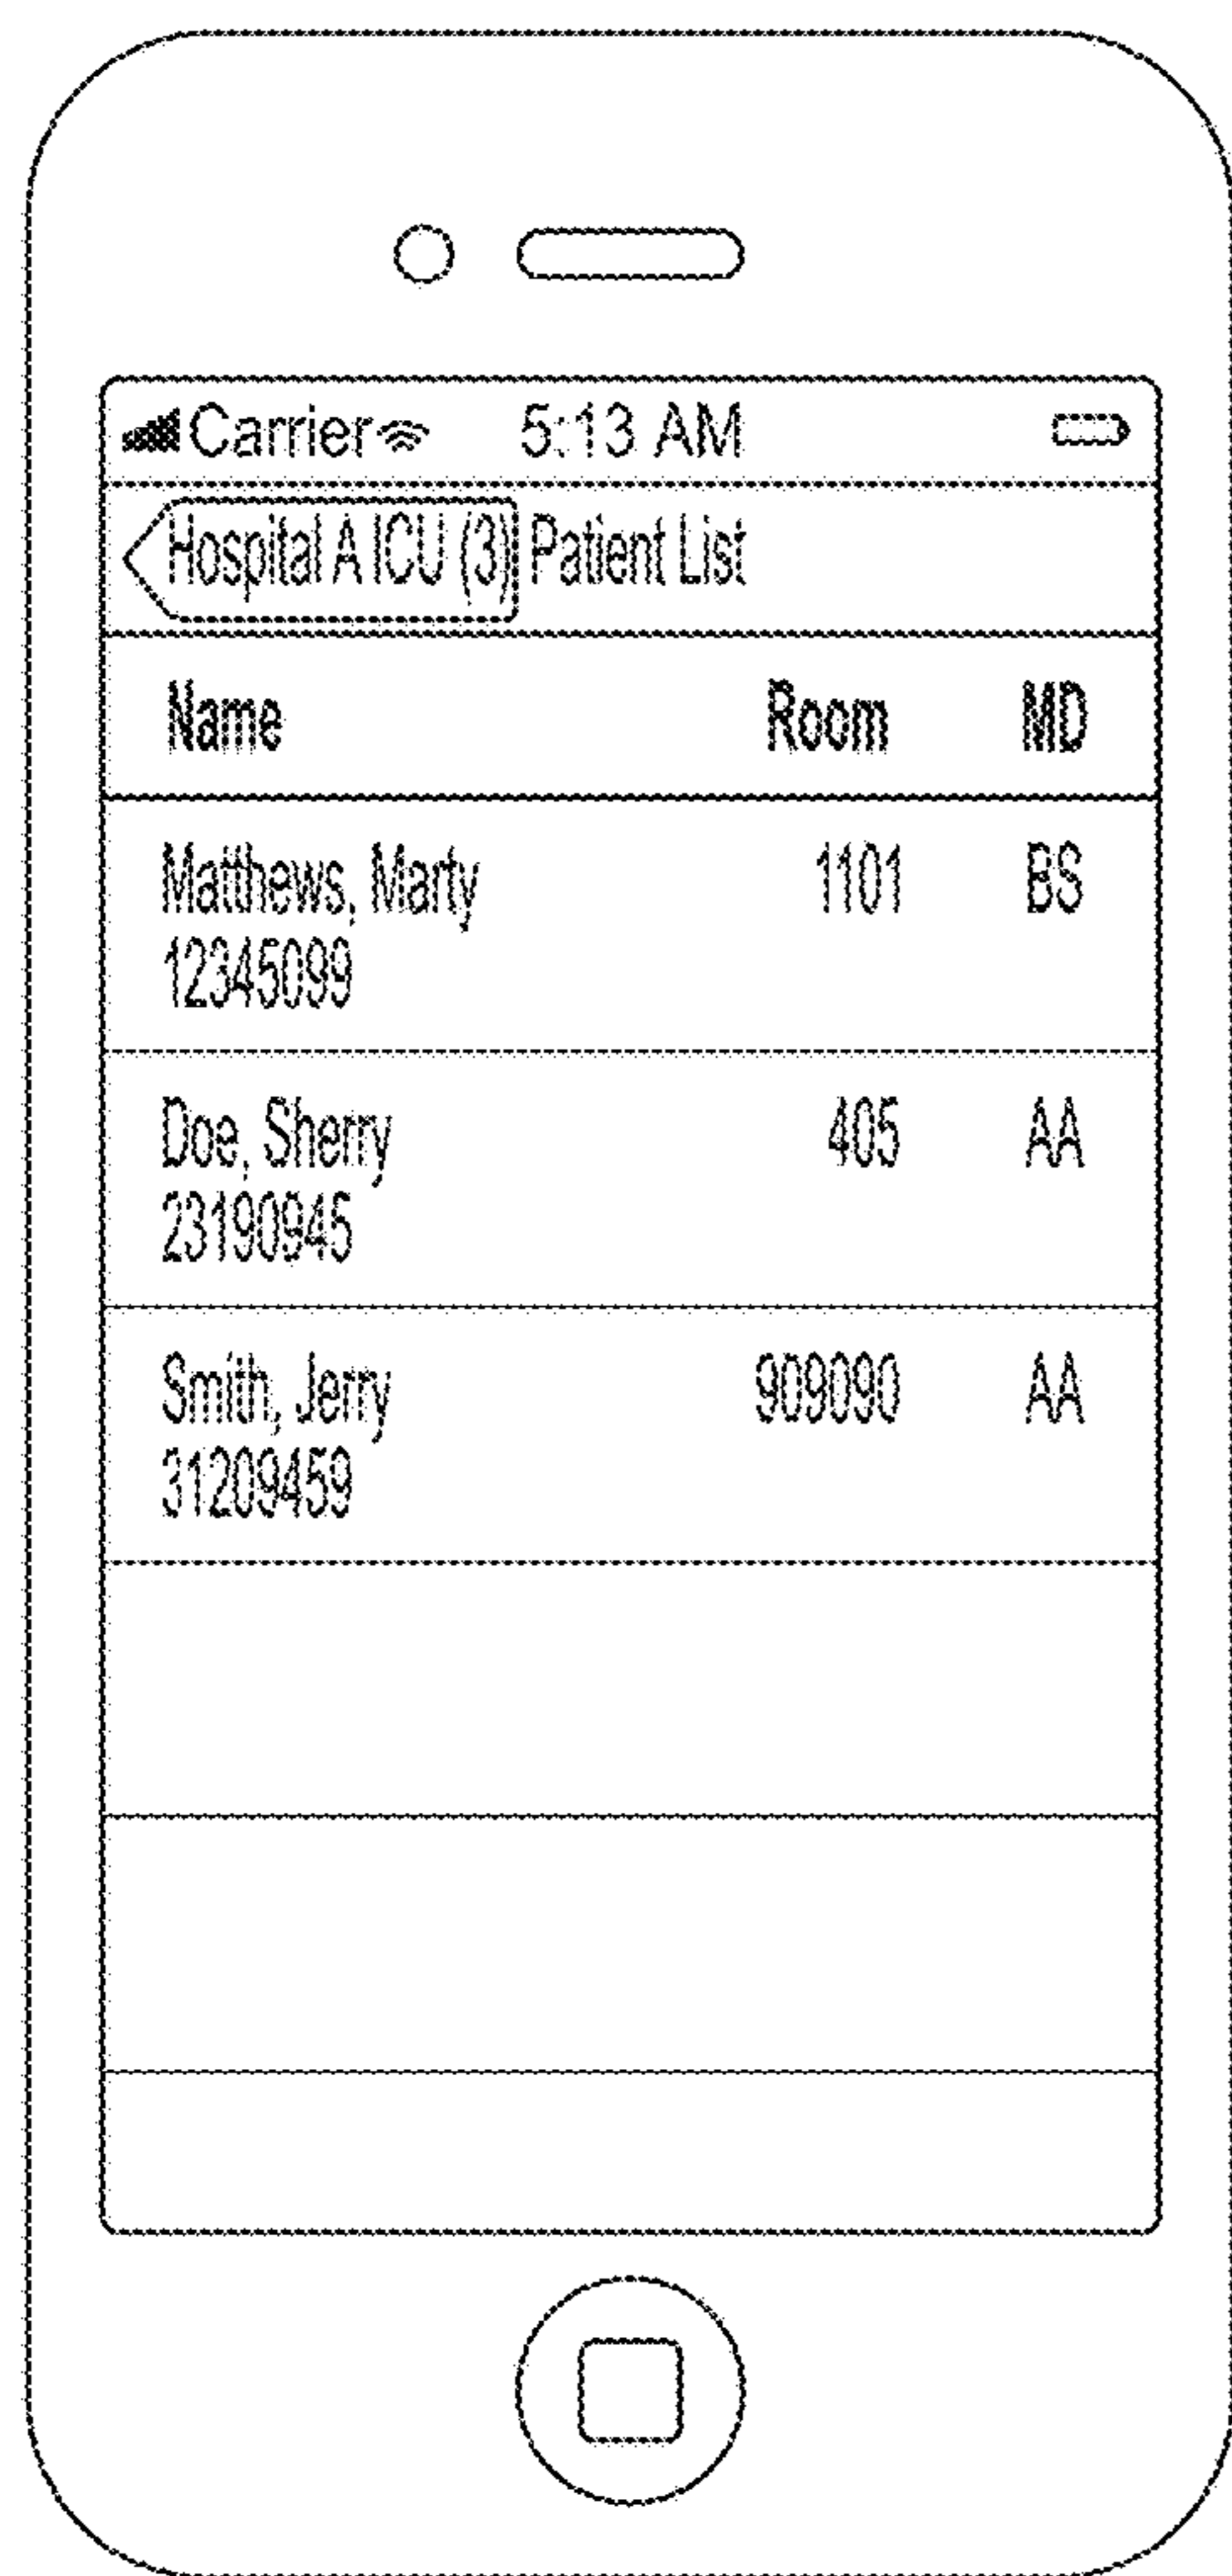 Carrier 5:13 AM
Hospital A ICU (3) Patient List
Name Room MD
Matthews, Marty 1101 BS
12345099
Doe, Sherry 405 AA
23190945
Smith, Jerry 909090 AA
31209459